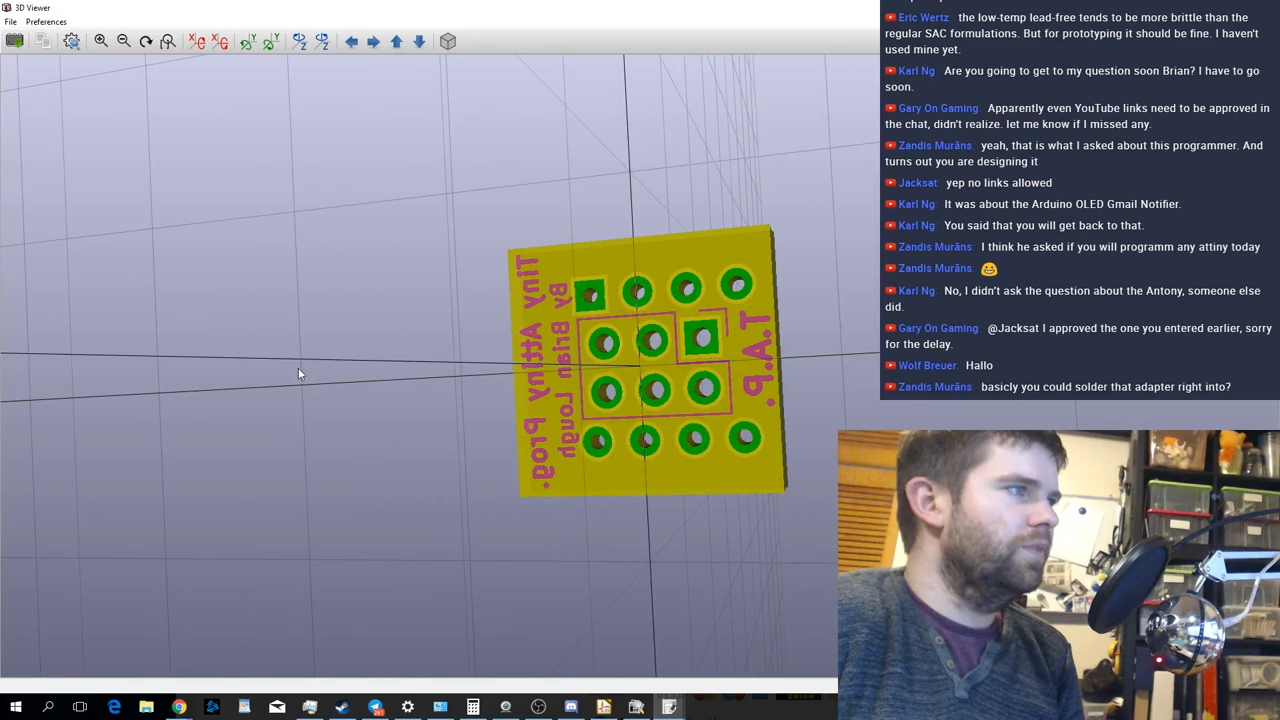 3D Viewer
File Preferences
Eric Wertz the low-temp lead-free tends to be more brittle than the
regular SAC formulations. But for prototyping it should be fine. I haven't
used mine yet.
Karl Ng Are you going to get to my question soon Brian? I have to go
soon.
Gary On Gaming Apparently even YouTube links need to be approved in
the chat, didn't realize. let me know if I missed any.
Zandis Murāns yeah, that is what I asked about this programmer. And
turns out you are designing it
Jacksat yep no links allowed
Karl Ng It was about the Arduino OLED Gmail Notifier.
Karl Ng You said that you will get back to that.
Zandis Murāns I think he asked if you will programm any attiny today
Zandis Murāns 😀
Karl Ng No, I didn't ask the question about the Antony, someone else
did.
Gary On Gaming @Jacksat I approved the one you entered earlier, sorry
for the delay.
Wolf Breuer Hallo
Zandis Murāns basicly you could solder that adapter right into?
Tiny Attiny Prog.
By Brian Lough
T.A.P.